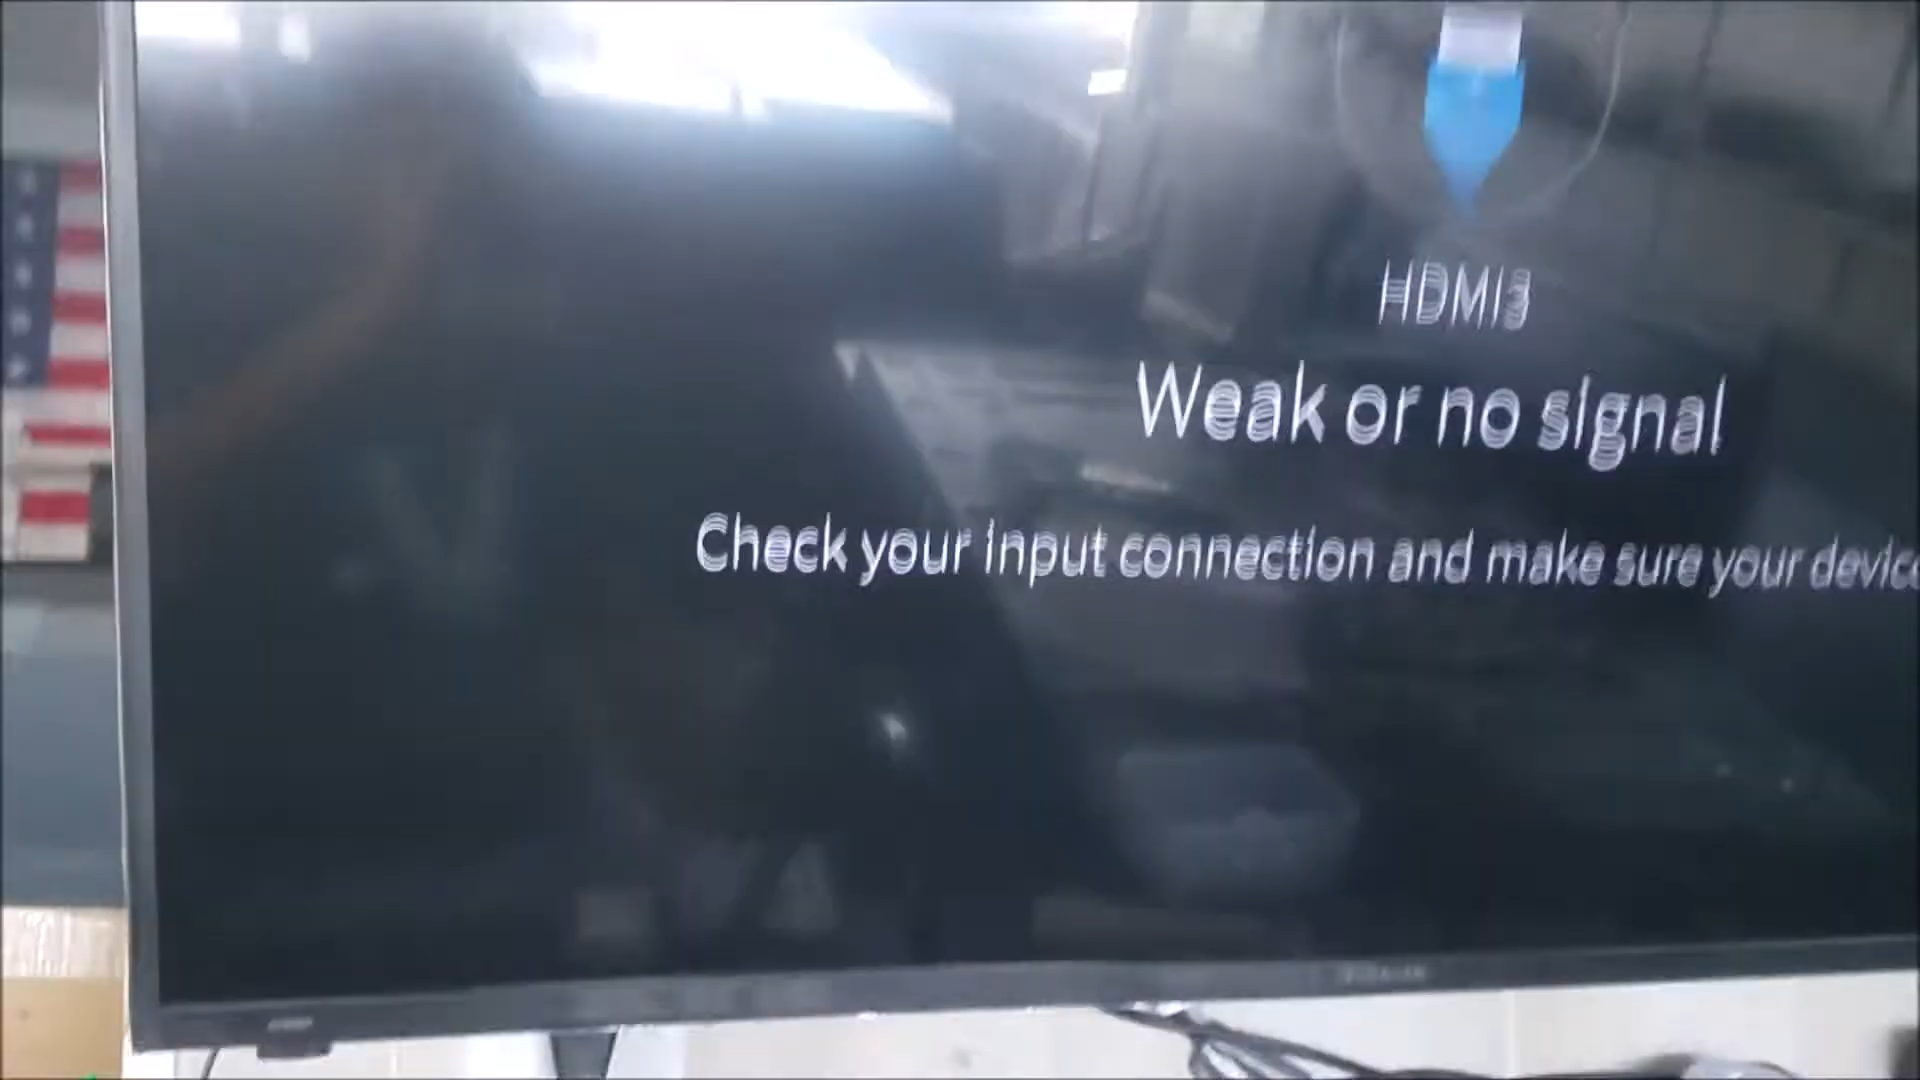 HDMI3
Weak or no signal
Check your input connection and make sure your device